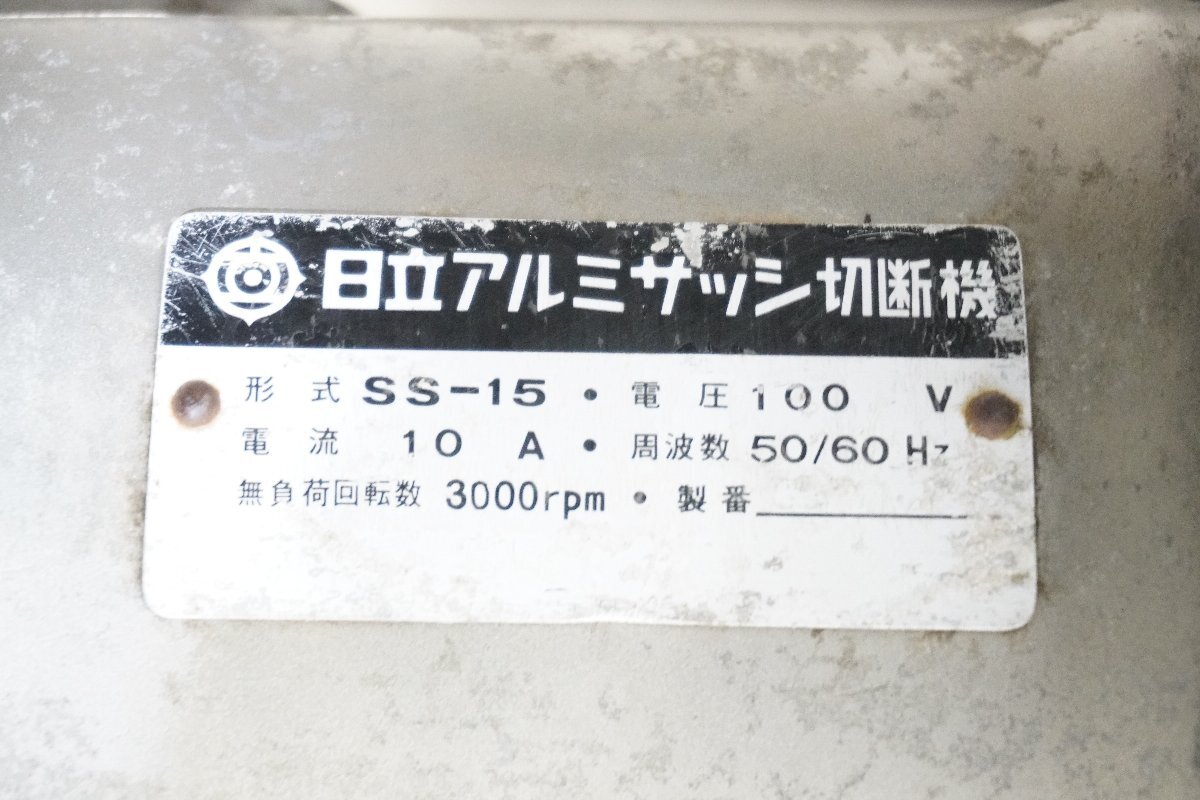 日立アルミサッシ切断機
形式 SS-15 ・ 電圧 100 V
電流 10 A ・ 周波数 50/60 Hz
無負荷回転数 3000rpm ・ 製番